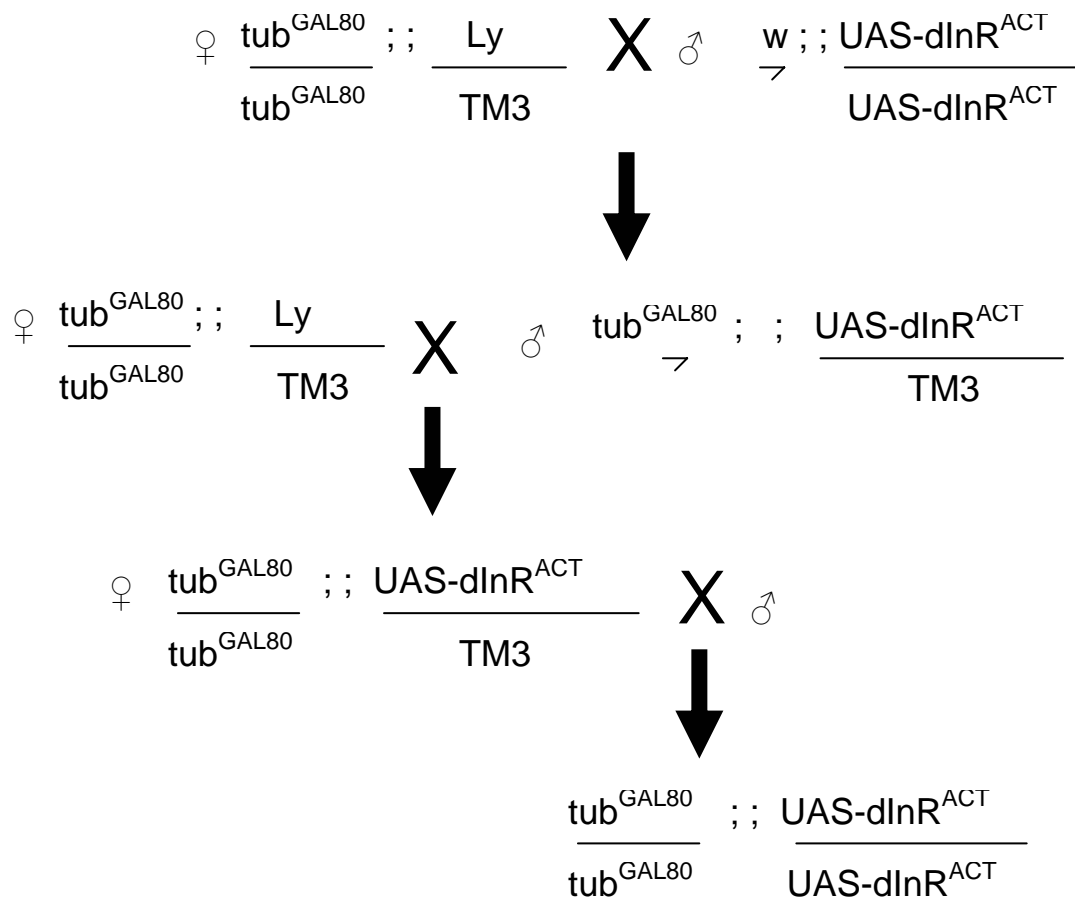 ♀ tub^GAL80 ; ; Ly X ♂ w ; ; UAS-dInR^ACT
tub^GAL80 TM3 UAS-dInR^ACT
♀ tub^GAL80 ; ; Ly X ♂ tub^GAL80 ; ; UAS-dInR^ACT
tub^GAL80 TM3 TM3
♀ tub^GAL80 ; ; UAS-dInR^ACT X ♂
tub^GAL80 TM3
tub^GAL80 ; ; UAS-dInR^ACT
tub^GAL80 UAS-dInR^ACT